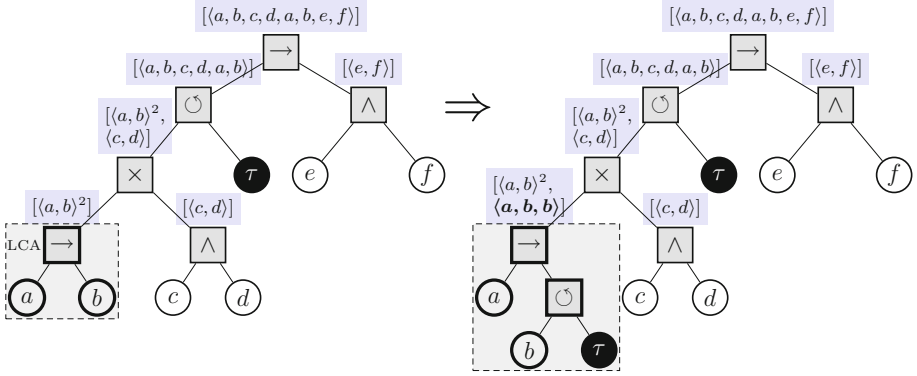 [⟨a, b, c, d, a, b, e, f⟩]
→
[⟨a, b, c, d, a, b⟩]
[⟨e, f⟩]
↺
∧
[⟨a, b⟩²,
⟨c, d⟩]
×
τ
e
f
[⟨a, b⟩²]
[⟨c, d⟩]
LCA
→
∧
a
b
c
d
⇒
[⟨a, b, c, d, a, b, e, f⟩]
→
[⟨a, b, c, d, a, b⟩]
[⟨e, f⟩]
↺
∧
[⟨a, b⟩²,
⟨c, d⟩]
×
τ
e
f
[⟨a, b⟩²,
⟨a, b, b⟩]
[⟨c, d⟩]
→
∧
a
↺
c
d
b
τ